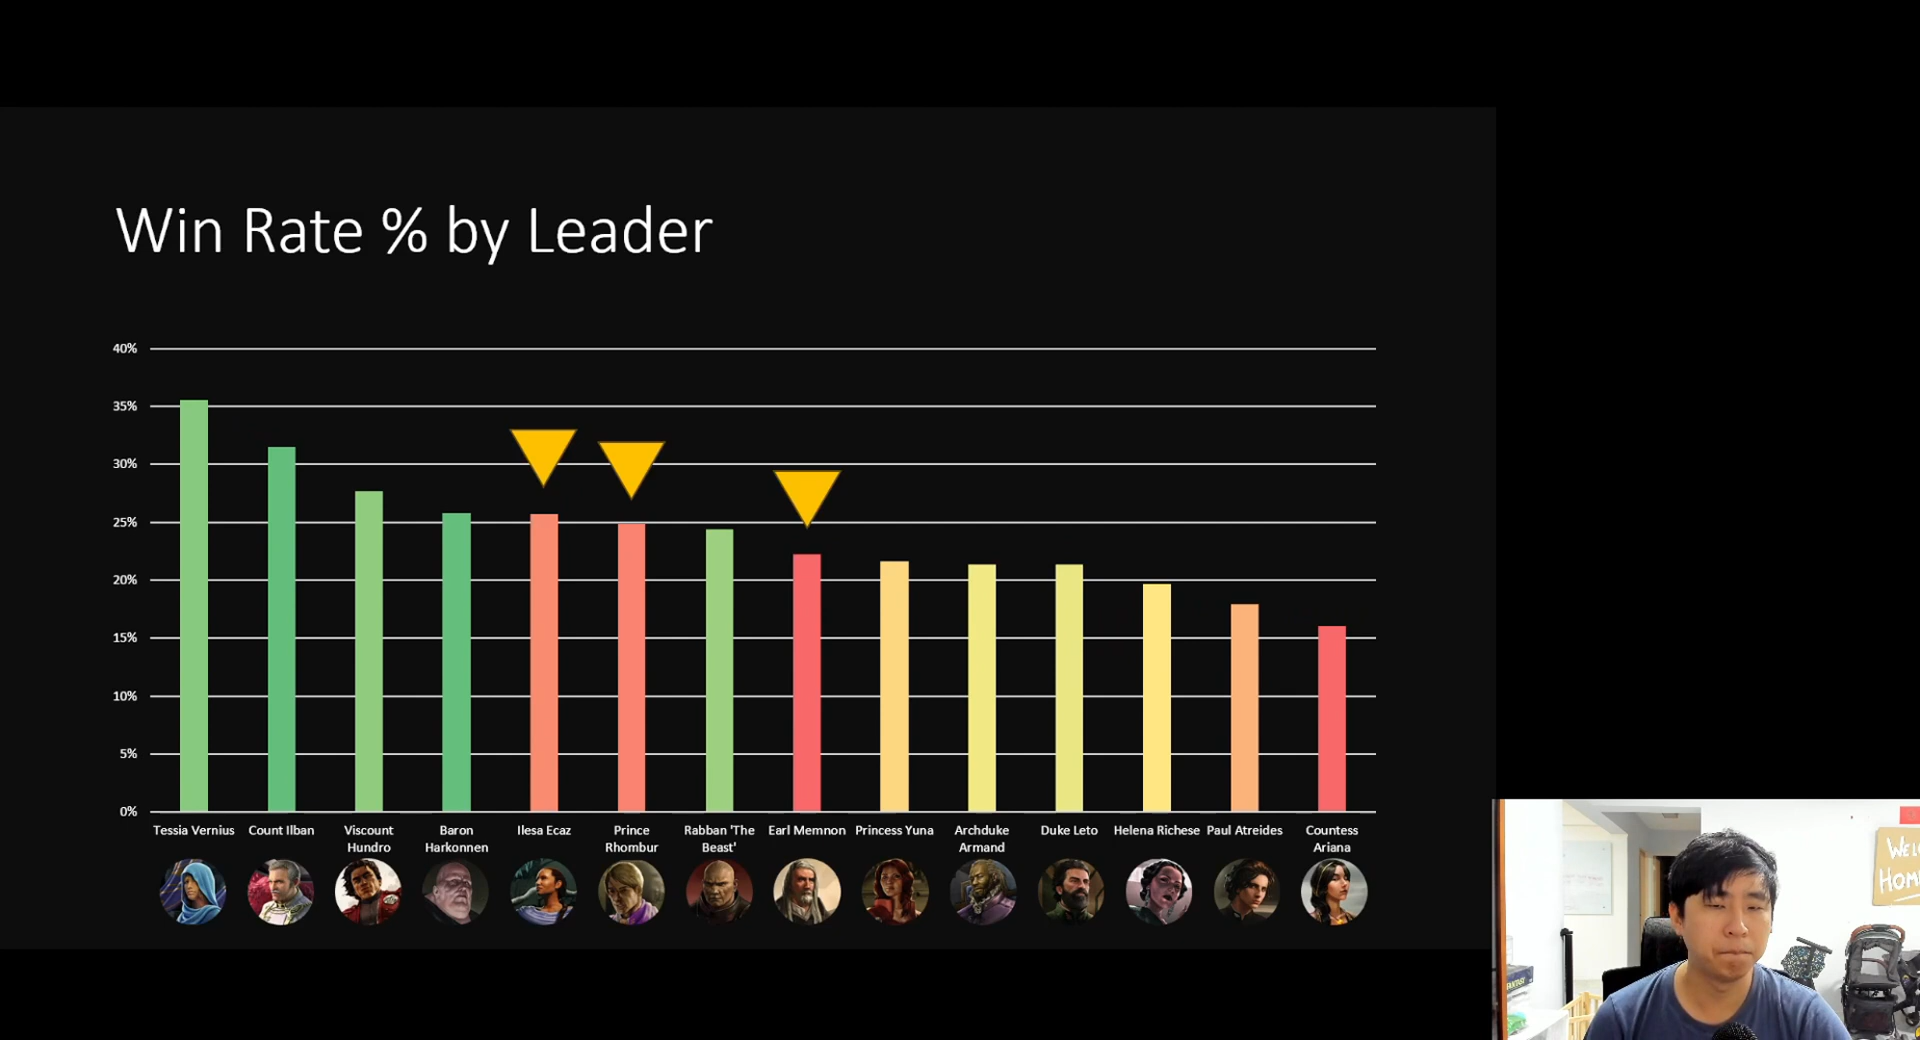 Win Rate % by Leader
40%
35%
30%
25%
20%
15%
10%
5%
0%
Tessia Vernius
Count Ilban
Viscount
Hundro
Baron
Harkonnen
Ilesa Ecaz
Prince
Rhombur
Rabban 'The
Beast'
Earl Memnon
Princess Yuna
Archduke
Armand
Duke Leto
Helena Richese
Paul Atreides
Countess
Ariana